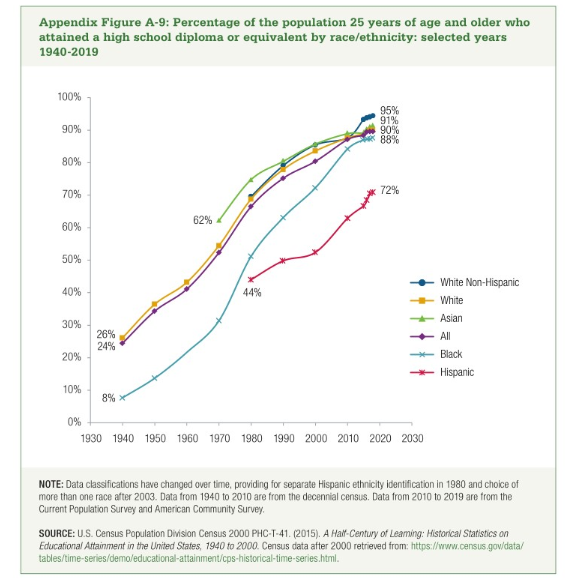 Appendix Figure A-9: Percentage of the population 25 years of age and older who
attained a high school diploma or equivalent by race/ethnicity: selected years
1940-2019
100%
90%
80%
70%
60%
50%
40%
30%
20%
10%
0%
95%
91%
90%
88%
72%
62%
44%
26%
24%
8%
White Non-Hispanic
White
Asian
All
Black
Hispanic
1930 1940 1950 1960 1970 1980 1990 2000 2010 2020 2030
NOTE: Data classifications have changed over time, providing for separate Hispanic ethnicity identification in 1980 and choice of
more than one race after 2003. Data from 1940 to 2010 are from the decennial census. Data from 2010 to 2019 are from the
Current Population Survey and American Community Survey.
SOURCE: U.S. Census Population Division Census 2000 PHC-T-41. (2015). A Half-Century of Learning: Historical Statistics on
Educational Attainment in the United States, 1940 to 2000. Census data after 2000 retrieved from: https://www.census.gov/data/
tables/time-series/demo/educational-attainment/cps-historical-time-series.html.